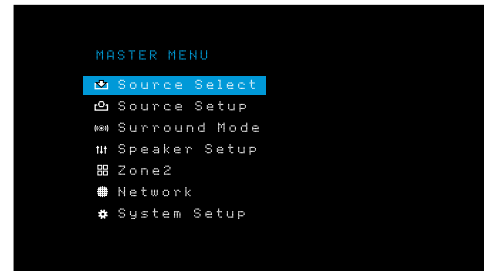 MASTER MENU
Source Select
Source Setup
Surround Mode
Speaker Setup
Zone2
Network
System Setup